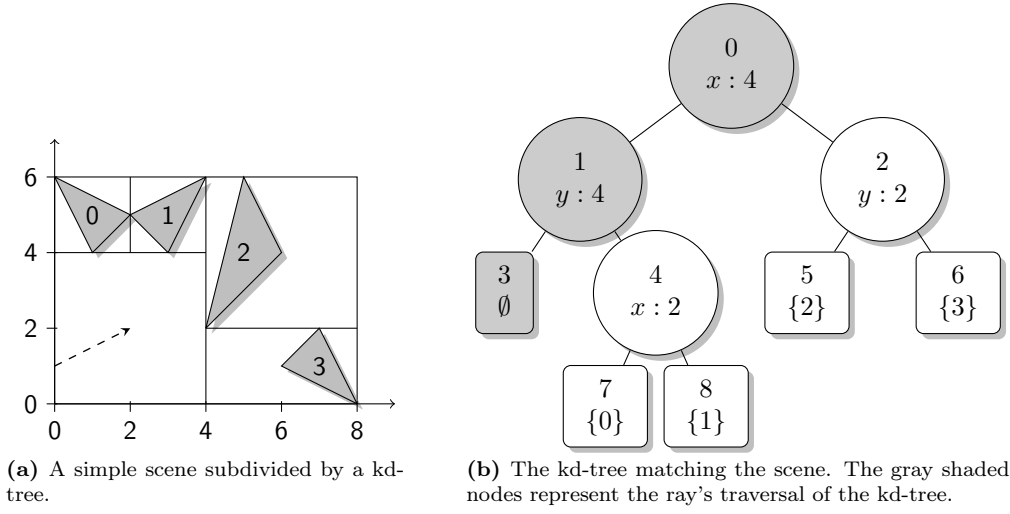 6
4
2
0
0 2 4 6 8
0
1
2
3
(a) A simple scene subdivided by a kd-
tree.
0
x : 4
1
y : 4
2
y : 2
3
∅
4
x : 2
5
{2}
6
{3}
7
{0}
8
{1}
(b) The kd-tree matching the scene. The gray shaded
nodes represent the ray's traversal of the kd-tree.